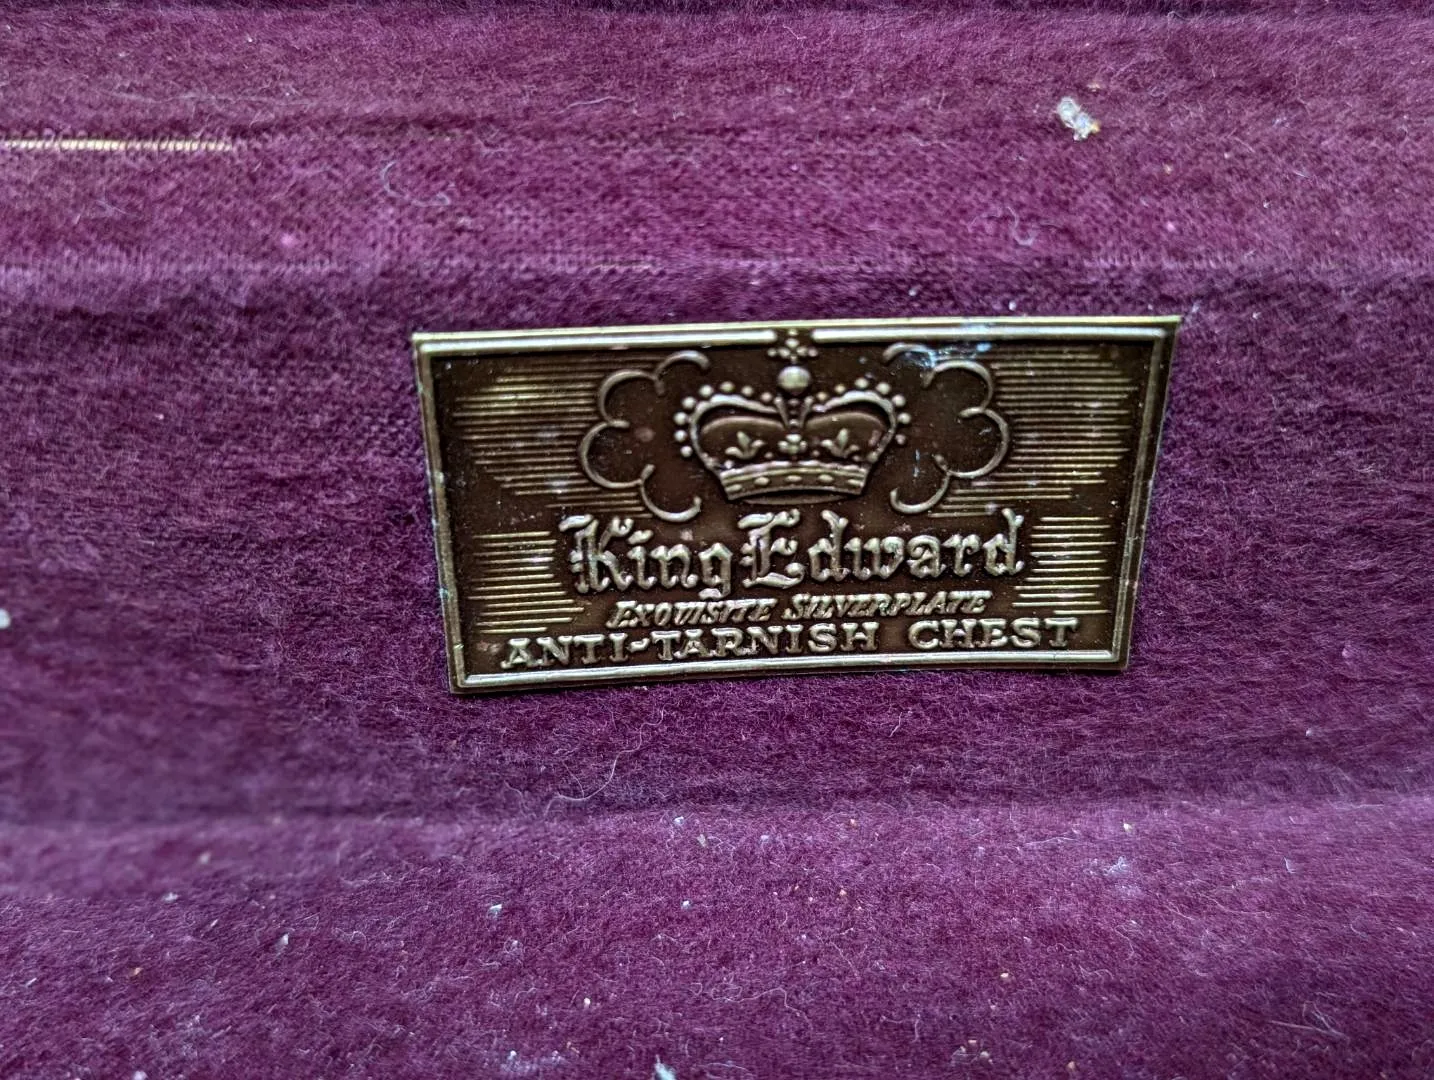 King Edward
EXQUISITE SILVERPLATE
ANTI-TARNISH CHEST